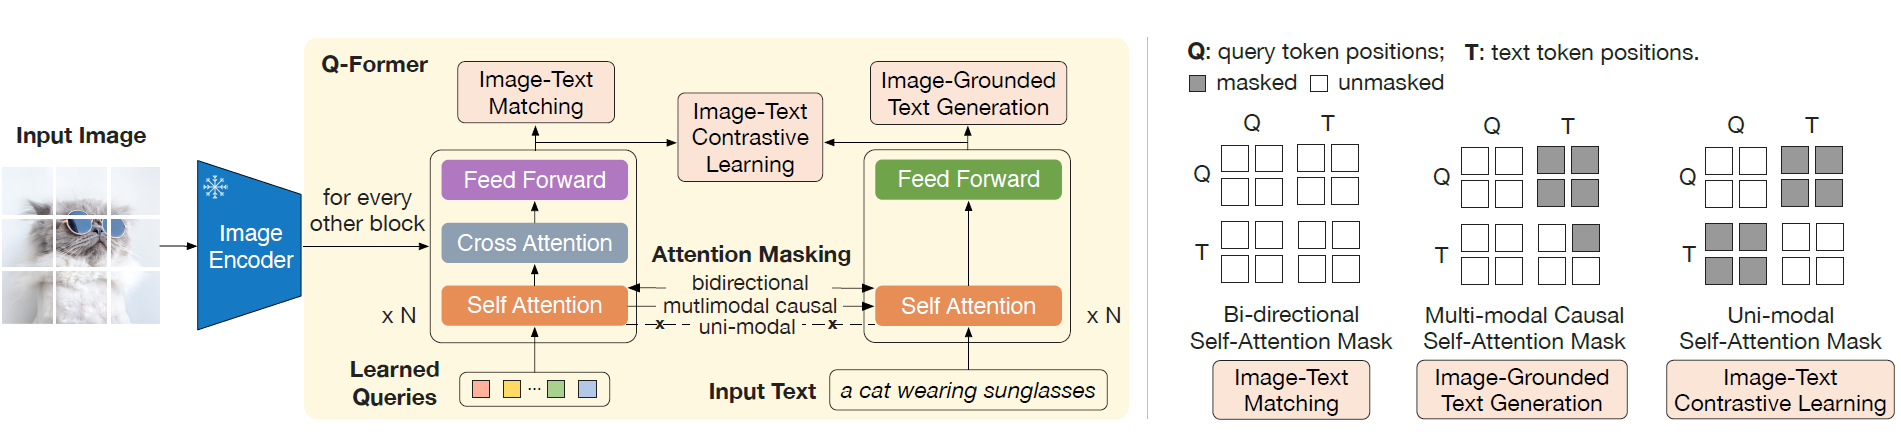 Input Image
Image
Encoder
for every
other block
Q-Former
Image-Text
Matching
Image-Text
Contrastive
Learning
Image-Grounded
Text Generation
Feed Forward
Cross Attention
Self Attention
x N
Attention Masking
bidirectional
mutlimodal causal
x uni-modal x
Feed Forward
Self Attention
x N
Learned
Queries
...
Input Text
a cat wearing sunglasses
Q: query token positions; T: text token positions.
masked unmasked
Q T
Q
T
Bi-directional
Self-Attention Mask
Image-Text
Matching
Q T
Q
T
Multi-modal Causal
Self-Attention Mask
Image-Grounded
Text Generation
Q T
Q
T
Uni-modal
Self-Attention Mask
Image-Text
Contrastive Learning